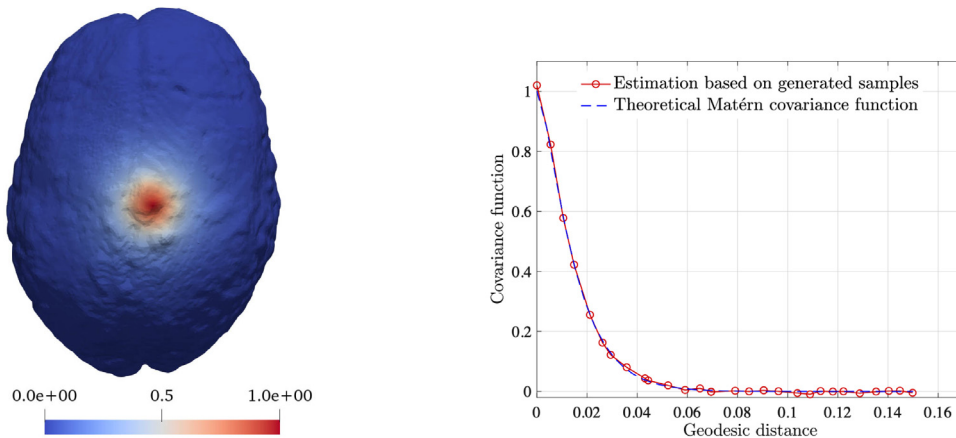 0.0e+00
0.5
1.0e+00
Estimation based on generated samples
Theoretical Matérn covariance function
Covariance function
1
0.8
0.6
0.4
0.2
0
0
0.02
0.04
0.06
0.08
0.1
0.12
0.14
0.16
Geodesic distance